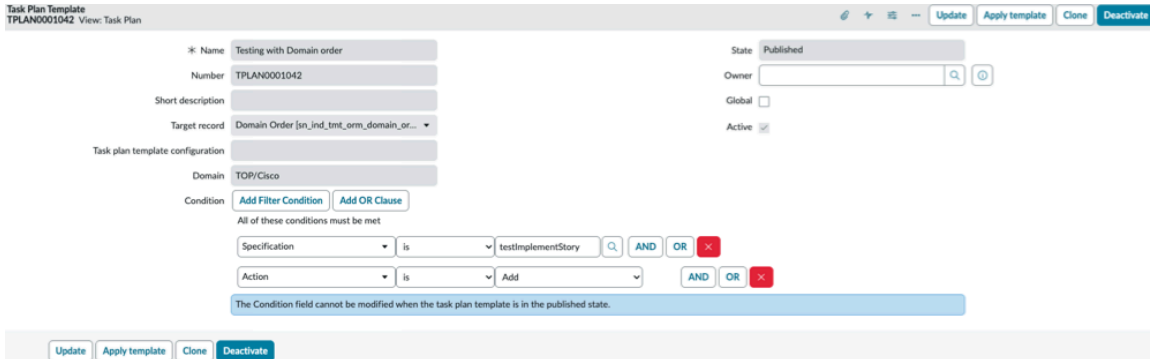 Task Plan Template
TPLAN0001042 View: Task Plan
Update Apply template Clone Deactivate
Name Testing with Domain order
State Published
Number TPLAN0001042
Owner
Short description
Global
Target record Domain Order [sn_ind_tmt_orm_domain_or...
Active
Task plan template configuration
Domain TOP/Cisco
Condition Add Filter Condition Add OR Clause
All of these conditions must be met
Specification is testImplementStory AND OR
Action is Add AND OR
The Condition field cannot be modified when the task plan template is in the published state.
Update Apply template Clone Deactivate